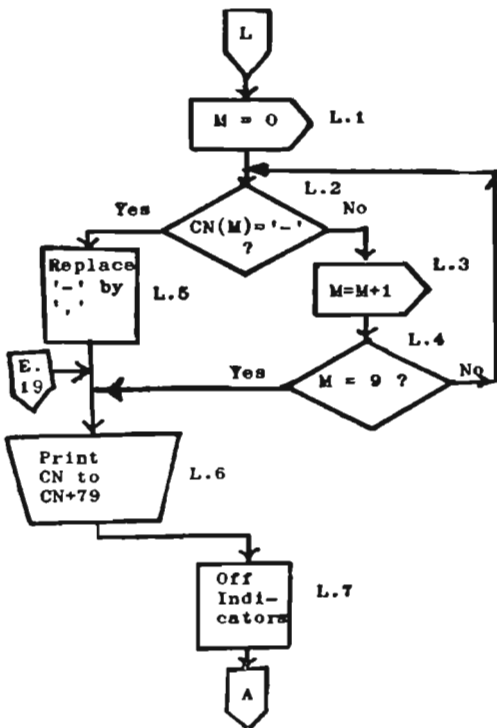 L
M = 0
L.1
L.2
Yes
CN(M)='-'
?
No
L.3
Replace
'-' by
','
L.5
M=M+1
L.4
E.
19
Yes
M = 9 ?
No
Print
CN to
CN+79
L.6
Off
Indi-
cators
L.7
A